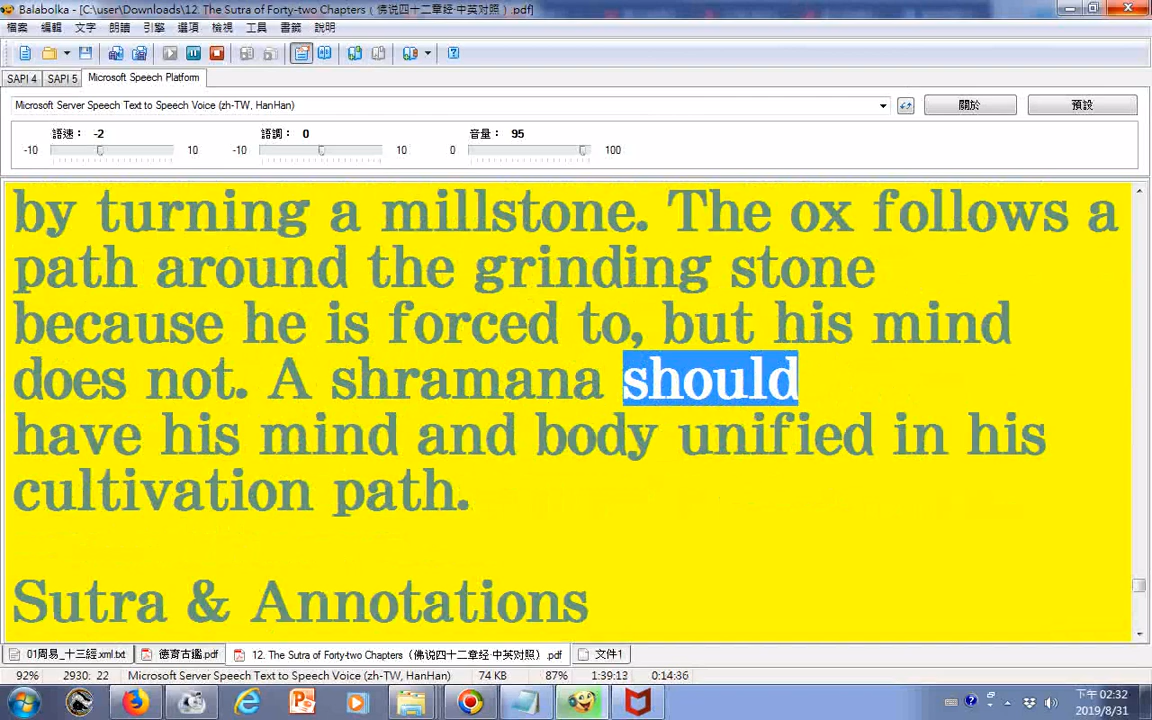 Balabolka - [C:\user\Downloads\12. The Sutra of Forty-two Chapters（佛说四十二章经·中英对照）.pdf]
檔案 編輯 文字 朗讀 引擎 選項 檢視 工具 書籤 說明
SAPI 4 SAPI 5 Microsoft Speech Platform
Microsoft Server Speech Text to Speech Voice (zh-TW, HanHan)
關於 預設
語速： -2 語調： 0 音量： 95
-10 10 -10 10 0 100
by turning a millstone. The ox follows a
path around the grinding stone
because he is forced to, but his mind
does not. A shramana should
have his mind and body unified in his
cultivation path.
Sutra & Annotations
01周易_十三經.xml.txt 德育古鑑.pdf 12. The Sutra of Forty-two Chapters（佛说四十二章经·中英对照）.pdf 文件1
92% 2930: 22 Microsoft Server Speech Text to Speech Voice (zh-TW, HanHan) 74 KB 87% 1:39:13 0:14:36
下午 02:32
2019/8/31